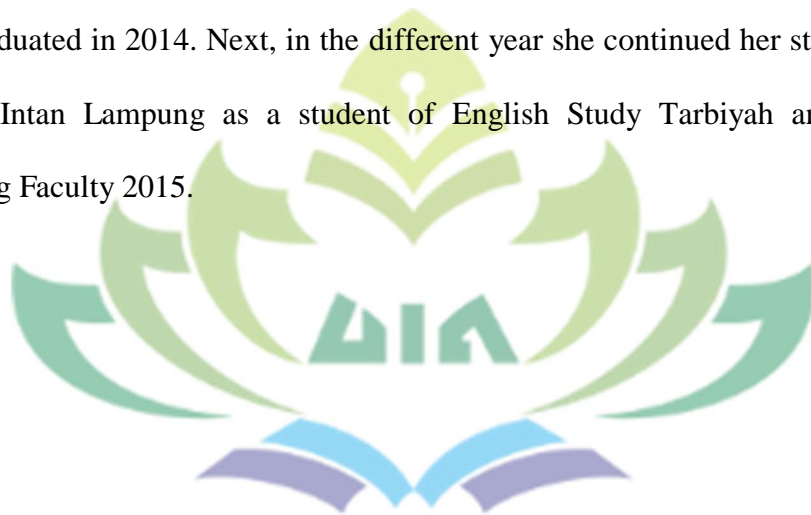 duated in 2014. Next, in the different year she continued her st
Intan Lampung as a student of English Study Tarbiyah a
g Faculty 2015.
UIN